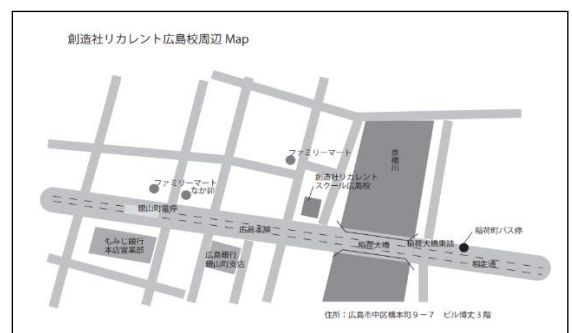 創造社リカレント広島校周辺 Map
ファミリーマート
京橋川
創造社リカレント
スクール広島校
ファミリーマート
なか卯
銀山町電停
稲荷町バス停
稲荷大橋東詰
稲荷大橋
相生通
もみじ銀行
本店営業部
広島銀行
銀山町支店
住所：広島市中区橋本町９－７ ビル博丈３階